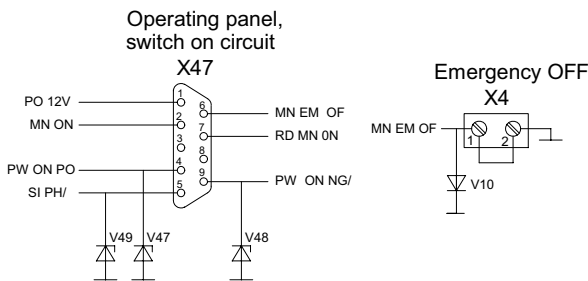 Operating panel,
switch on circuit
X47
PO 12V
MN ON
PW ON PO
SI PH/
1
2
3
4
5
6
7
8
9
MN EM OF
RD MN 0N
PW ON NG/
V49
V47
V48
Emergency OFF
X4
MN EM OF
1
2
V10